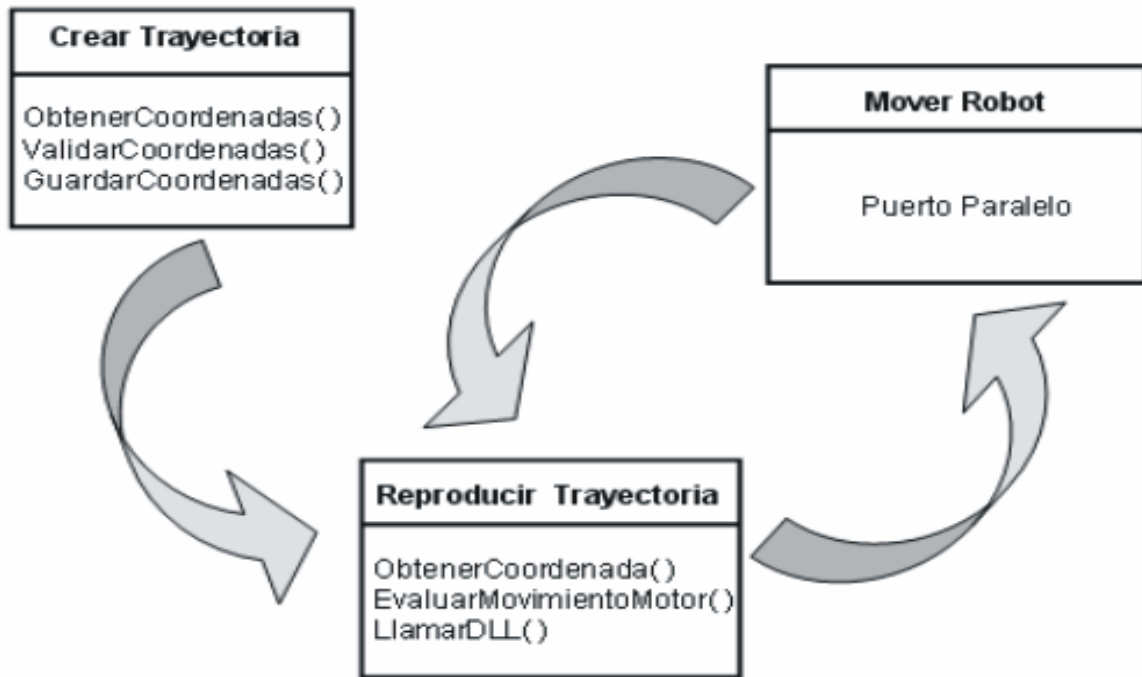 Crear Trayectoria
ObtenerCoordenadas()
ValidarCoordenadas()
GuardarCoordenadas()
Mover Robot
Puerto Paralelo
Reproducir Trayectoria
ObtenerCoordenada()
EvaluarMovimientoMotor()
LlamarDLL()